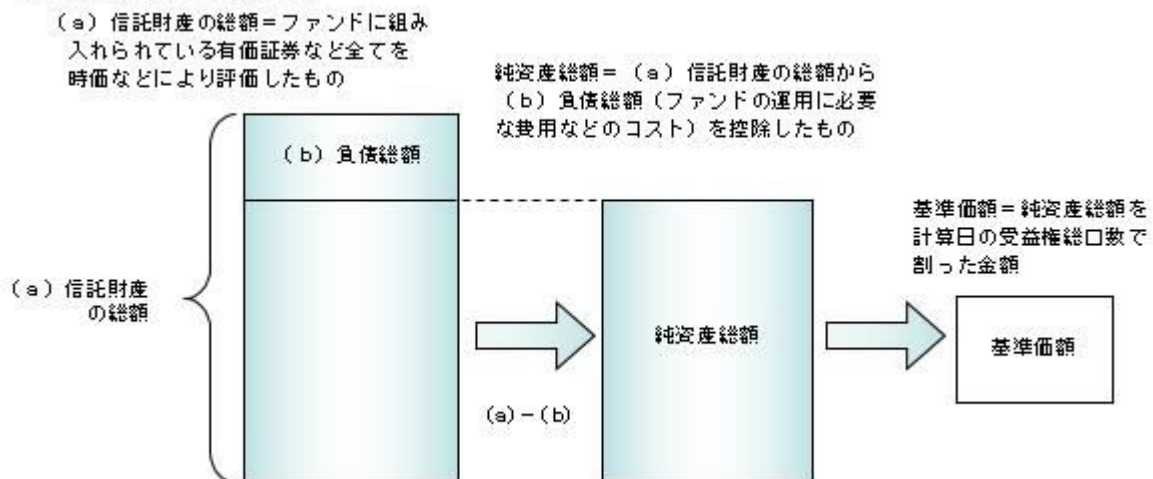 （a）信託財産の総額＝ファンドに組み
入れられている有価証券など全てを
時価などにより評価したもの
純資産総額＝（a）信託財産の総額から
（b）負債総額（ファンドの運用に必要
な費用などのコスト）を控除したもの
（b）負債総額
基準価額＝純資産総額を
計算日の受益権総口数で
割った金額
（a）信託財産
の総額
純資産総額
基準価額
(a)－(b)